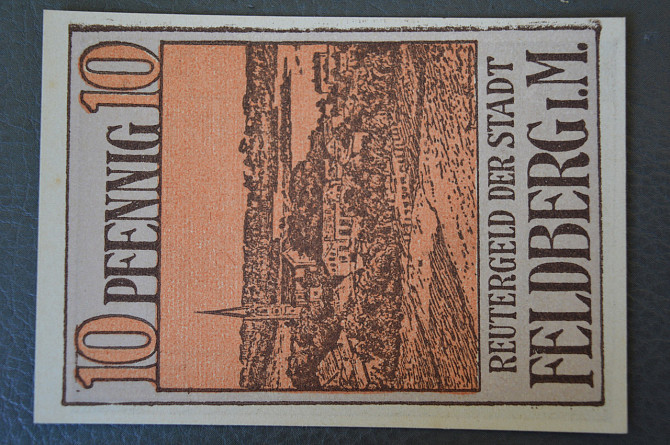 10 PFENNIG 10
REUTERGELD DER STADT
FELDBERG i.M.